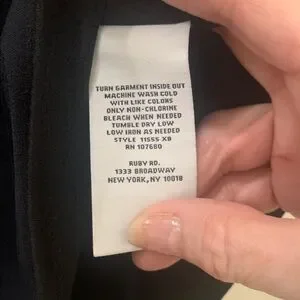 TURN GARMENT INSIDE OUT
MACHINE WASH COLD
WITH LIKE COLORS
ONLY NON-CHLORINE
BLEACH WHEN NEEDED
TUMBLE DRY LOW
LOW IRON AS NEEDED
STYLE 11555 XB
RN 107680
RUBY RD.
1333 BROADWAY
NEW YORK, NY 10018